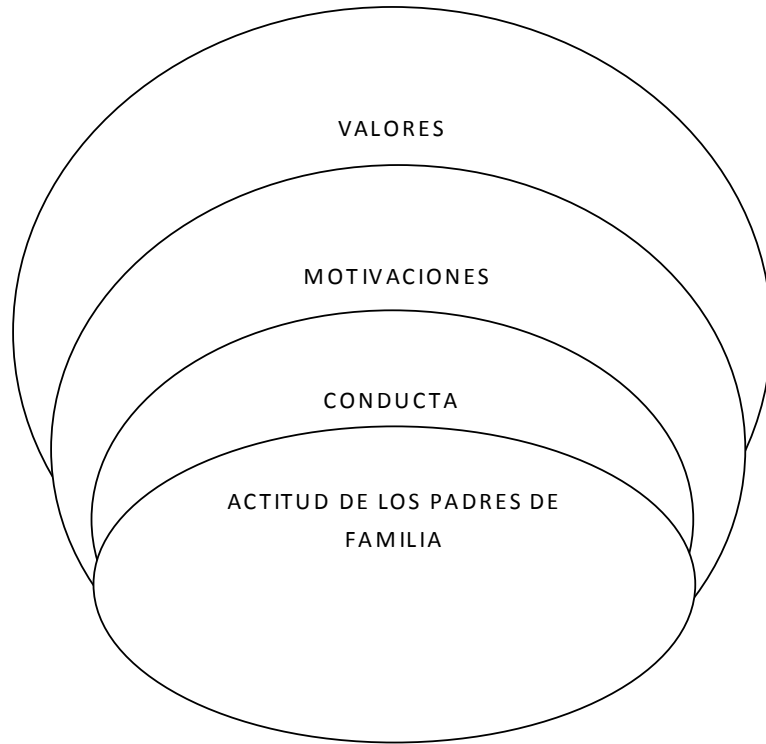 VALORES
MOTIVACIONES
CONDUCTA
ACTITUD DE LOS PADRES DE
FAMILIA